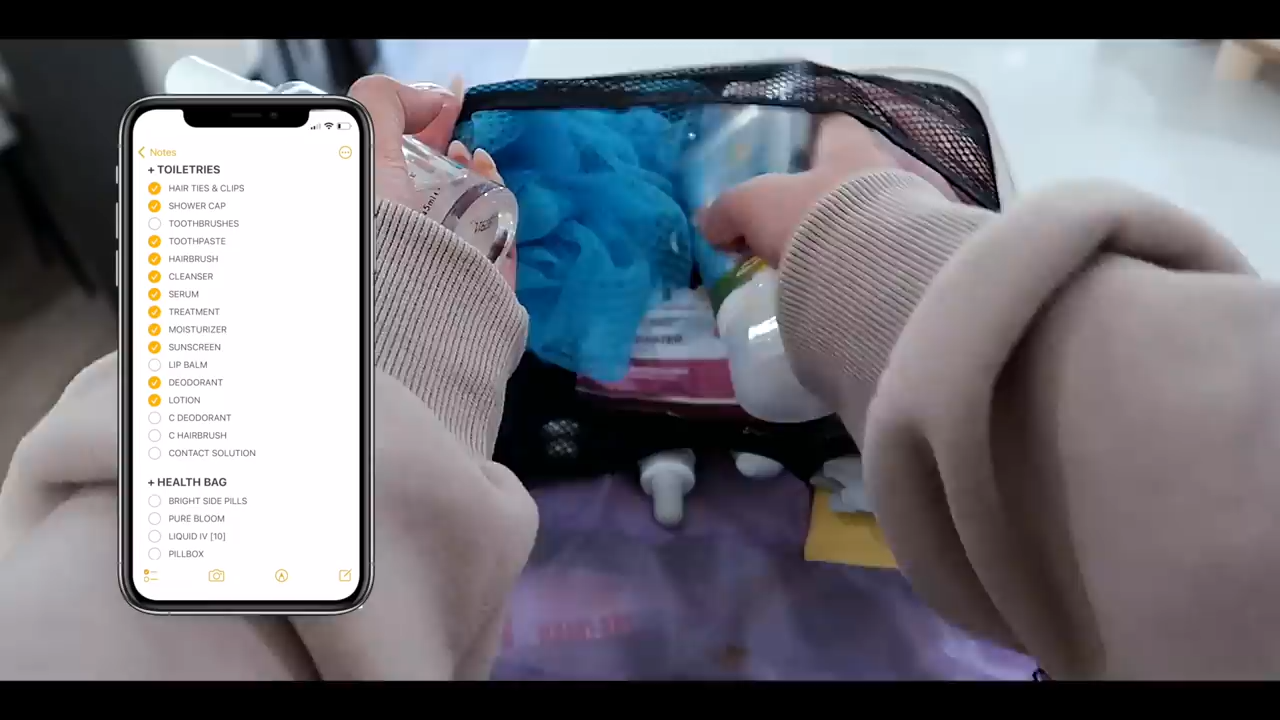 Notes
+ TOILETRIES
HAIR TIES & CLIPS
SHOWER CAP
TOOTHBRUSHES
TOOTHPASTE
HAIRBRUSH
CLEANSER
SERUM
TREATMENT
MOISTURIZER
SUNSCREEN
LIP BALM
DEODORANT
LOTION
C DEODORANT
C HAIRBRUSH
CONTACT SOLUTION
+ HEALTH BAG
BRIGHT SIDE PILLS
PURE BLOOM
LIQUID IV [10]
PILLBOX